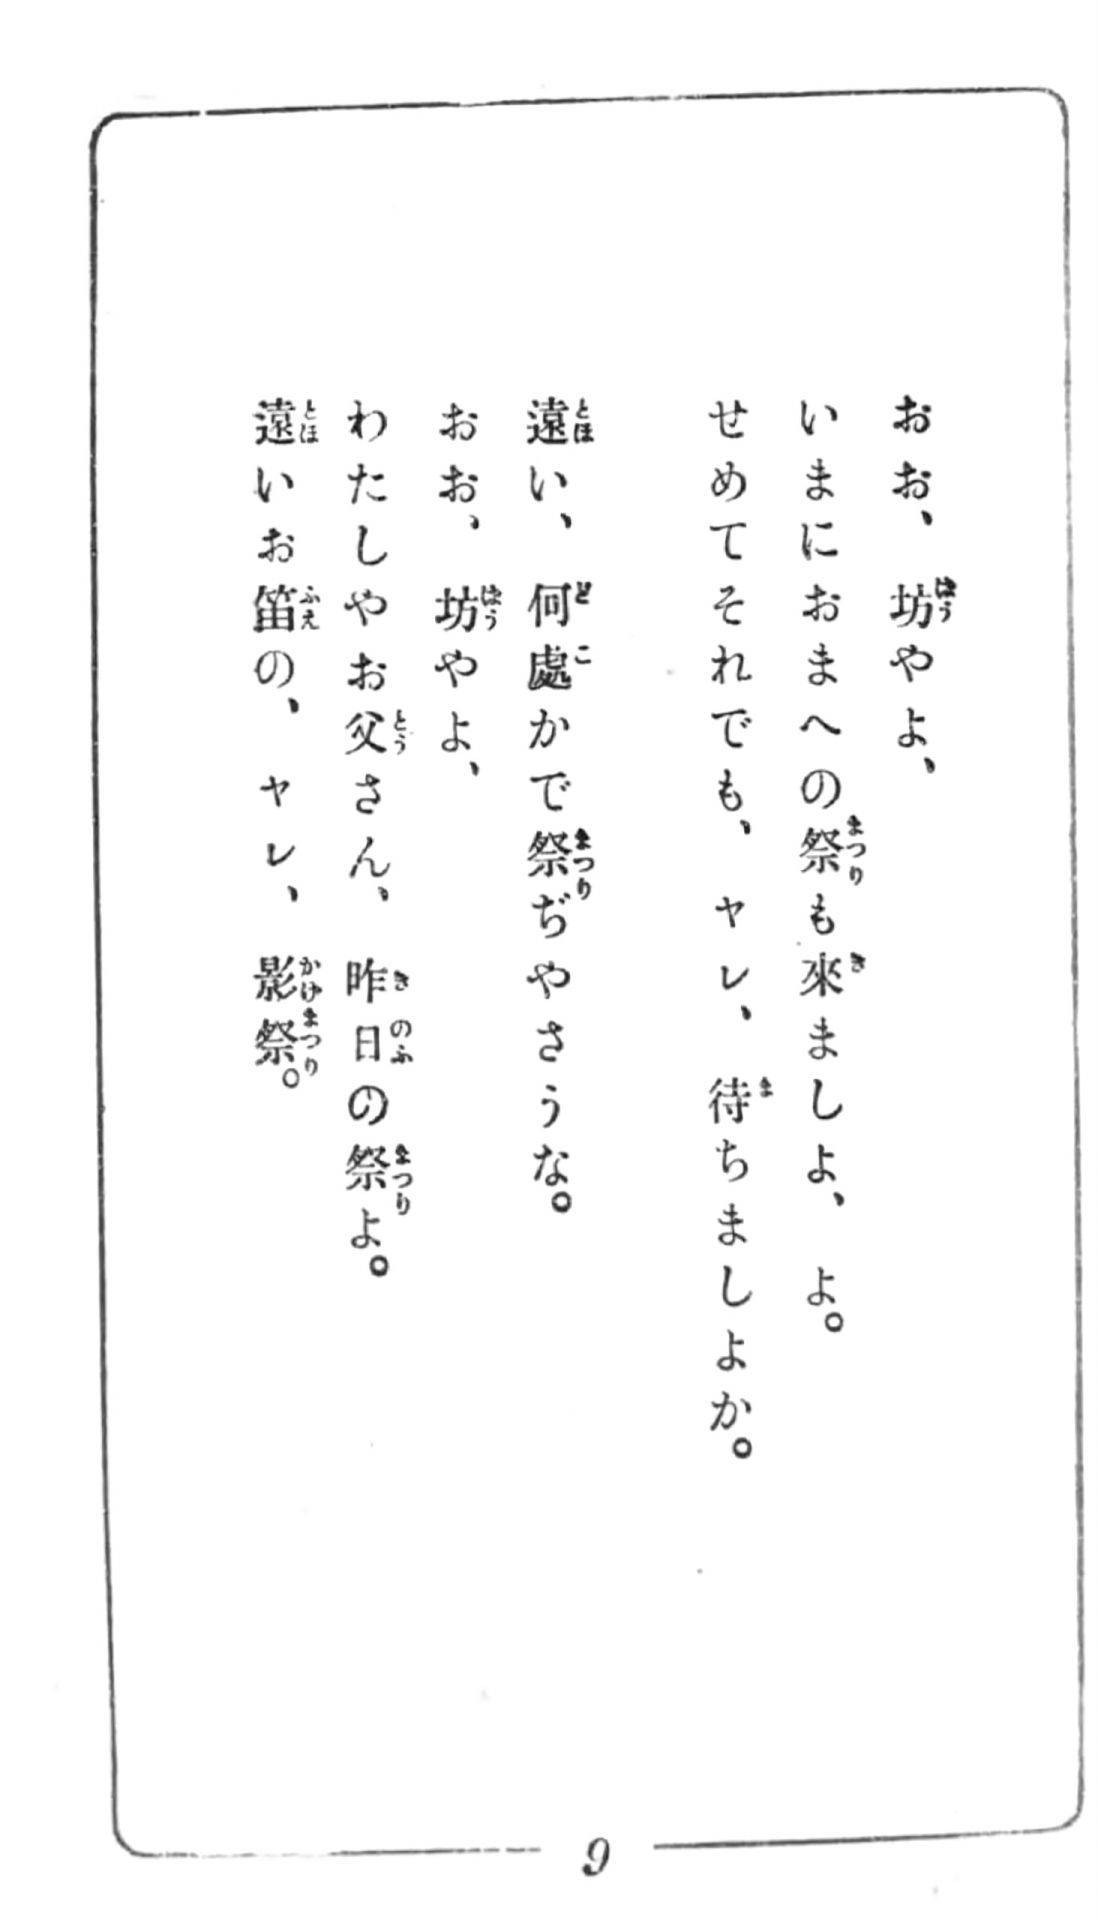 おお、坊やよ、
いまにおまへの祭も來ましよ、よ。
せめてそれでも、ヤレ、待ちましよか。
遠い、何處かで祭ぢやさうな。
おお、坊やよ、
わたしやお父さん、昨日の祭よ。
遠いお笛の、ヤレ、影祭。
9